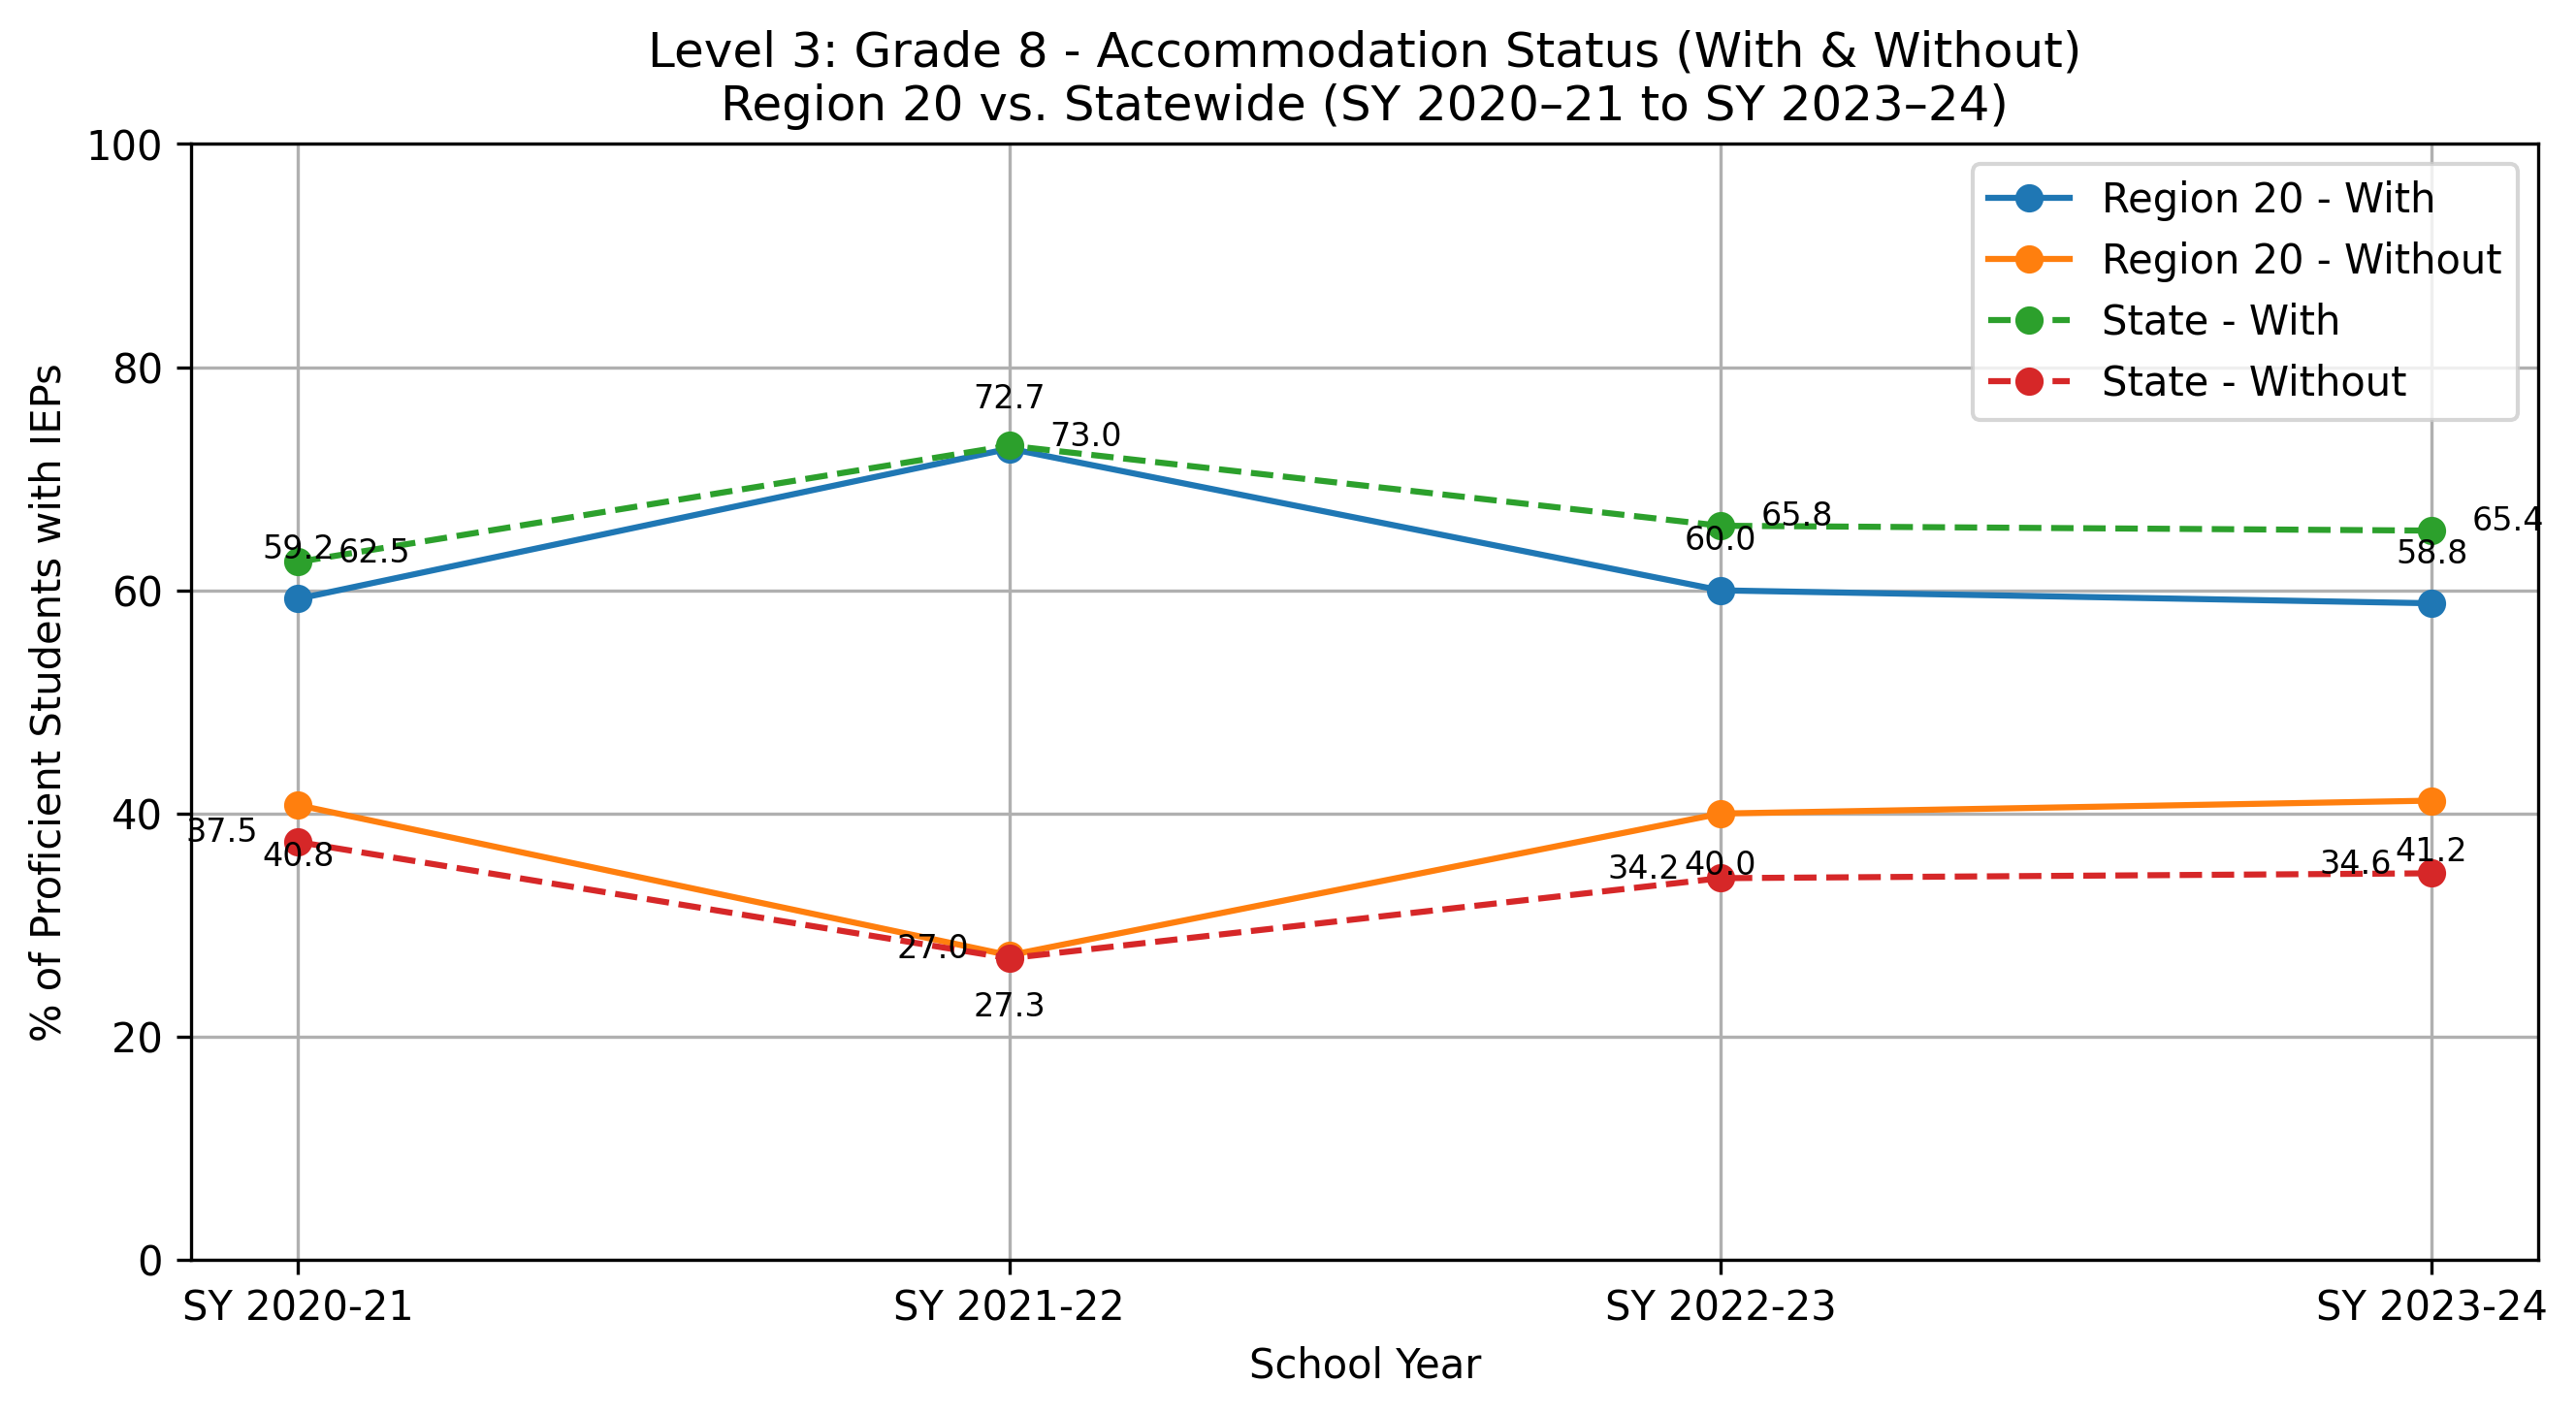 Level 3: Grade 8 - Accommodation Status (With & Without)
Region 20 vs. Statewide (SY 2020–21 to SY 2023–24)
% of Proficient Students with IEPs
100
80
60
40
20
0
Region 20 - With
Region 20 - Without
State - With
State - Without
72.7
73.0
59.2
62.5
65.8
60.0
65.4
58.8
37.5
40.8
34.2
40.0
34.6
41.2
27.0
27.3
SY 2020-21
SY 2021-22
SY 2022-23
SY 2023-24
School Year